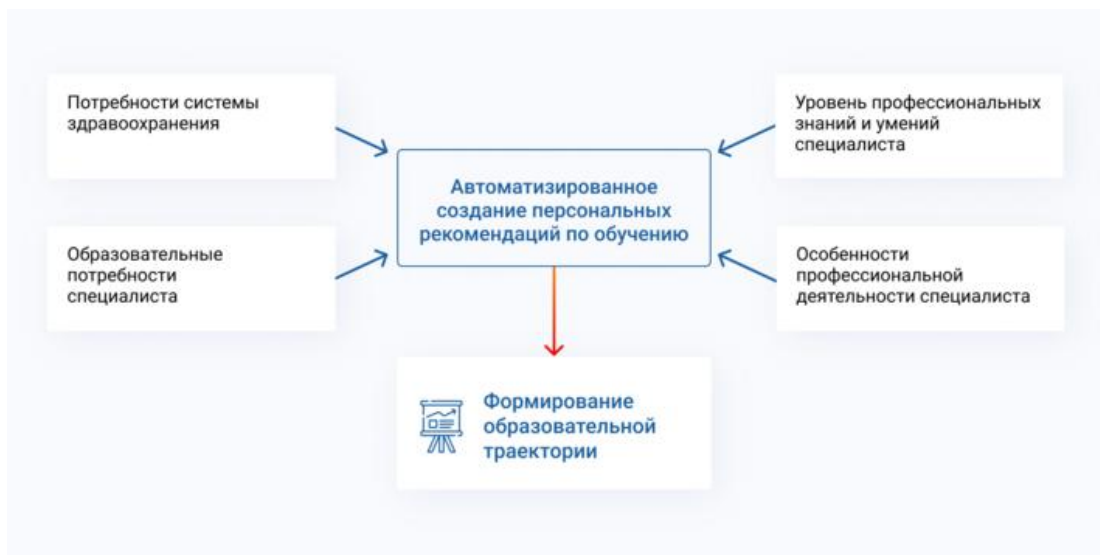 Потребности системы
здравоохранения
Уровень профессиональных
знаний и умений
специалиста
Автоматизированное
создание персональных
рекомендаций по обучению
Образовательные
потребности
специалиста
Особенности
профессиональной
деятельности специалиста
Формирование
образовательной
траектории